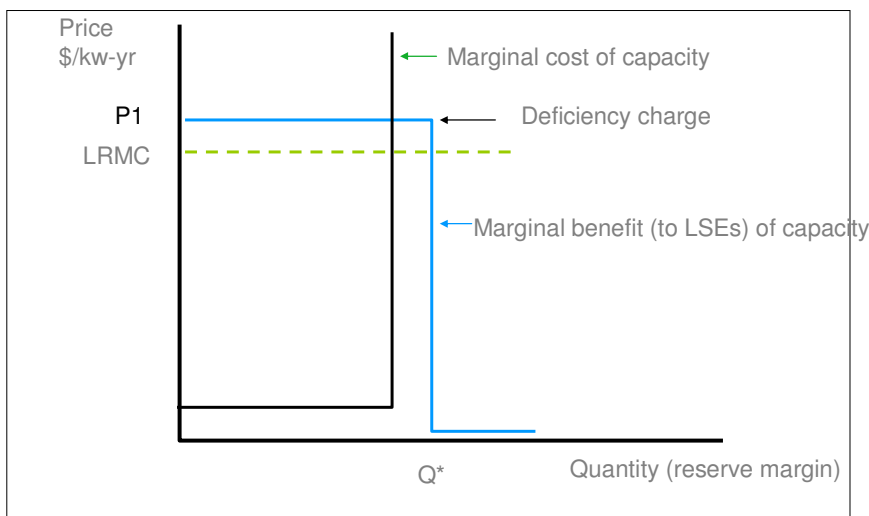 Price
$/kw-yr
Marginal cost of capacity
P1
Deficiency charge
LRMC
Marginal benefit (to LSEs) of capacity
Q*
Quantity (reserve margin)